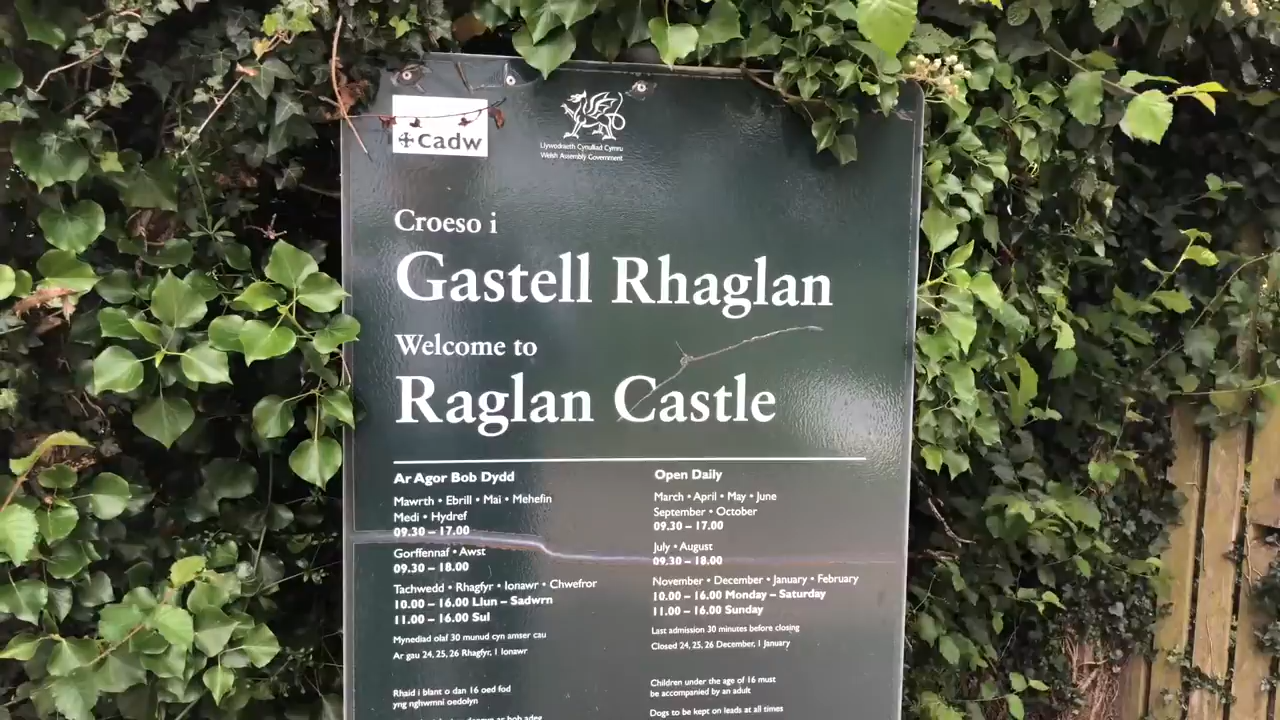 Cadw
Llywodraeth Cynulliad Cymru
Welsh Assembly Government
Croeso i
Gastell Rhaglan
Welcome to
Raglan Castle
Ar Agor Bob Dydd
Mawrth • Ebrill • Mai • Mehefin
Medi • Hydref
09.30 – 17.00
Gorffennaf • Awst
09.30 – 18.00
Tachwedd • Rhagfyr • Ionawr • Chwefror
10.00 – 16.00 Llun – Sadwrn
11.00 – 16.00 Sul
Mynediad olaf 30 munud cyn amser cau
Ar gau 24, 25, 26 Rhagfyr, 1 Ionawr
Rhaid i blant o dan 16 oed fod
yng nghwmni oedolyn
Open Daily
March • April • May • June
September • October
09.30 – 17.00
July • August
09.30 – 18.00
November • December • January • February
10.00 – 16.00 Monday – Saturday
11.00 – 16.00 Sunday
Last admission 30 minutes before closing
Closed 24, 25, 26 December, 1 January
Children under the age of 16 must
be accompanied by an adult
Dogs to be kept on leads at all times